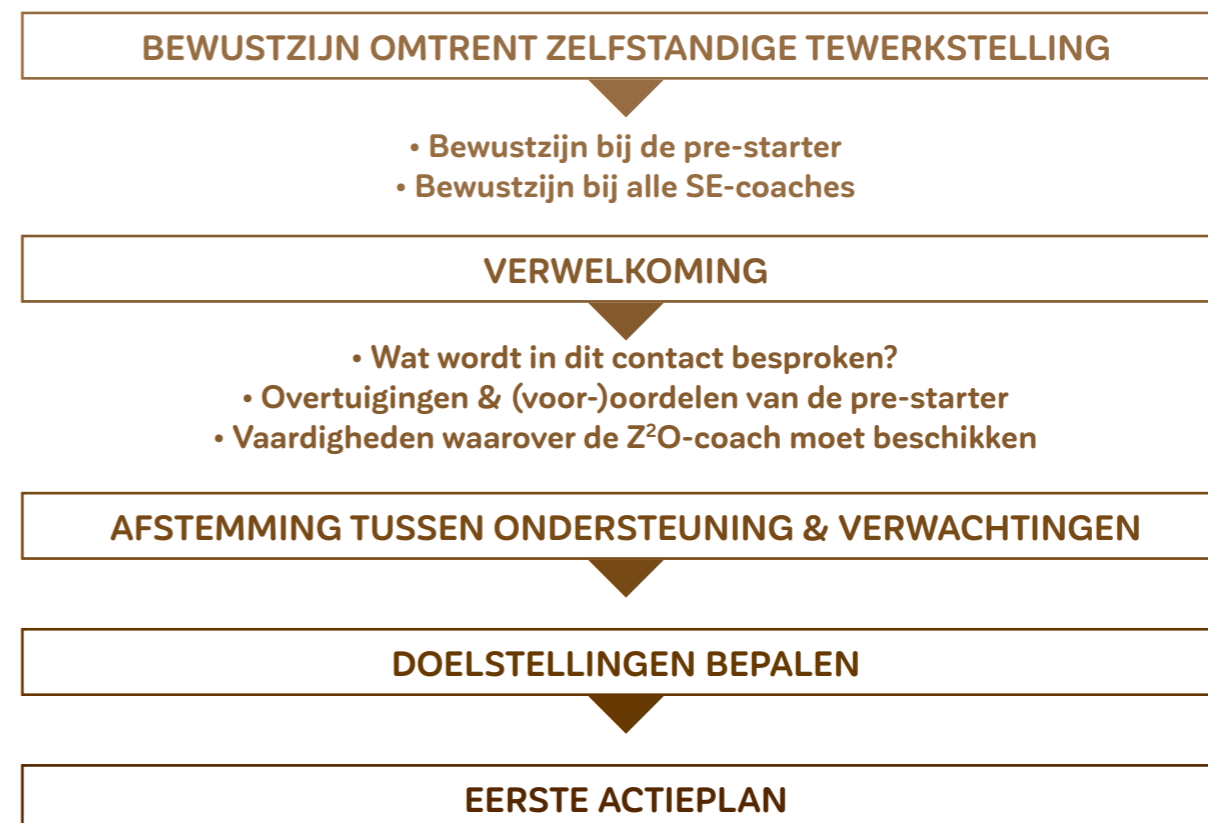 BEWUSTZIJN OMTRENT ZELFSTANDIGE TEWERKSTELLING
• Bewustzijn bij de pre-starter
• Bewustzijn bij alle SE-coaches
VERWELKOMING
• Wat wordt in dit contact besproken?
• Overtuigingen & (voor-)oordelen van de pre-starter
• Vaardigheden waarover de Z²O-coach moet beschikken
AFSTEMMING TUSSEN ONDERSTEUNING & VERWACHTINGEN
DOELSTELLINGEN BEPALEN
EERSTE ACTIEPLAN